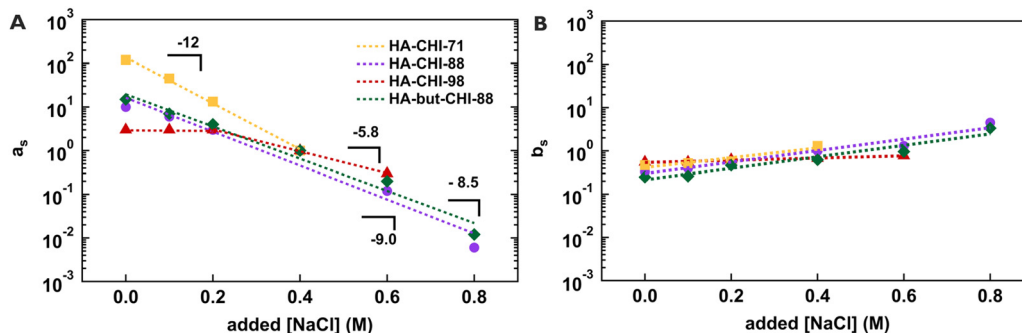 A
10³
10²
10¹
10⁰
10⁻¹
10⁻²
10⁻³
aₛ
-12
HA-CHI-71
HA-CHI-88
HA-CHI-98
HA-but-CHI-88
-5.8
- 8.5
-9.0
0.0 0.2 0.4 0.6 0.8
added [NaCl] (M)
B
10³
10²
10¹
10⁰
10⁻¹
10⁻²
10⁻³
bₛ
0.0 0.2 0.4 0.6 0.8
added [NaCl] (M)